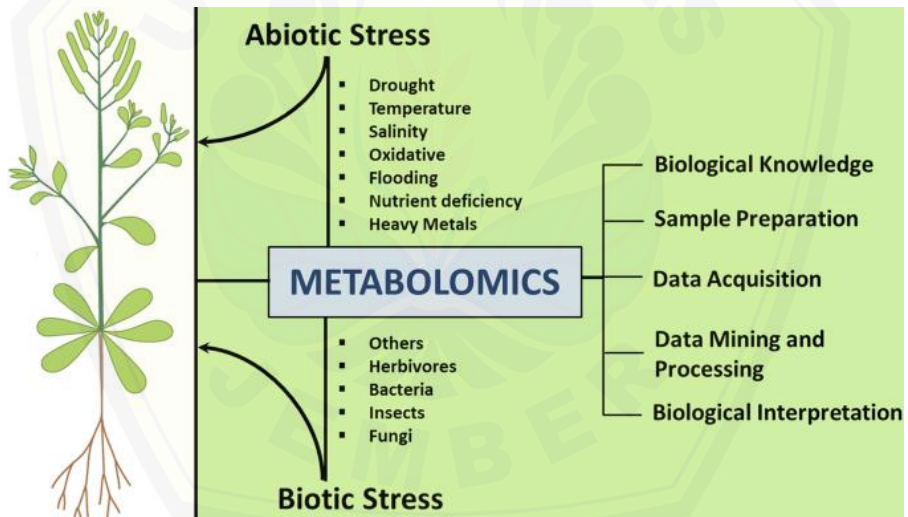 Abiotic Stress
▪ Drought
▪ Temperature
▪ Salinity
▪ Oxidative
▪ Flooding
▪ Nutrient deficiency
▪ Heavy Metals
METABOLOMICS
▪ Others
▪ Herbivores
▪ Bacteria
▪ Insects
▪ Fungi
Biotic Stress
Biological Knowledge
Sample Preparation
Data Acquisition
Data Mining and
Processing
Biological Interpretation